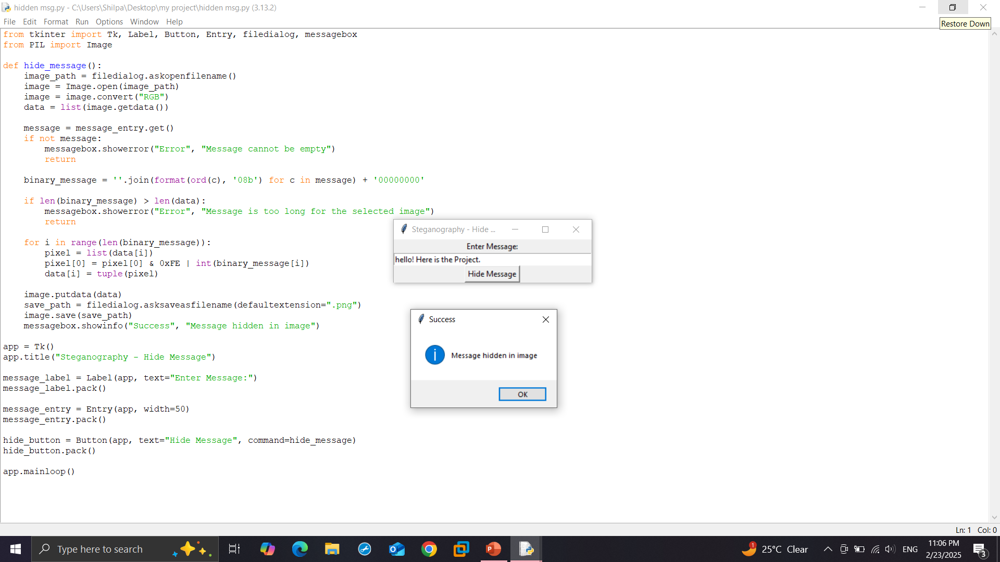 hidden msg.py - C:\Users\Shilpa\Desktop\my project\hidden msg.py (3.13.2)
File Edit Format Run Options Window Help
Restore Down
from tkinter import Tk, Label, Button, Entry, filedialog, messagebox
from PIL import Image
def hide_message():
    image_path = filedialog.askopenfilename()
    image = Image.open(image_path)
    image = image.convert("RGB")
    data = list(image.getdata())
    message = message_entry.get()
    if not message:
        messagebox.showerror("Error", "Message cannot be empty")
        return
    binary_message = ''.join(format(ord(c), '08b') for c in message) + '00000000'
    if len(binary_message) > len(data):
        messagebox.showerror("Error", "Message is too long for the selected image")
        return
    for i in range(len(binary_message)):
        pixel = list(data[i])
        pixel[0] = pixel[0] & 0xFE | int(binary_message[i])
        data[i] = tuple(pixel)
    image.putdata(data)
    save_path = filedialog.asksaveasfilename(defaultextension=".png")
    image.save(save_path)
    messagebox.showinfo("Success", "Message hidden in image")
app = Tk()
app.title("Steganography - Hide Message")
message_label = Label(app, text="Enter Message:")
message_label.pack()
message_entry = Entry(app, width=50)
message_entry.pack()
hide_button = Button(app, text="Hide Message", command=hide_message)
hide_button.pack()
app.mainloop()
Steganography - Hide ...
Enter Message:
hello! Here is the Project.
Hide Message
Success
Message hidden in image
OK
Ln: 1 Col: 0
Type here to search
1
25°C Clear
ENG
11:06 PM
2/23/2025
3